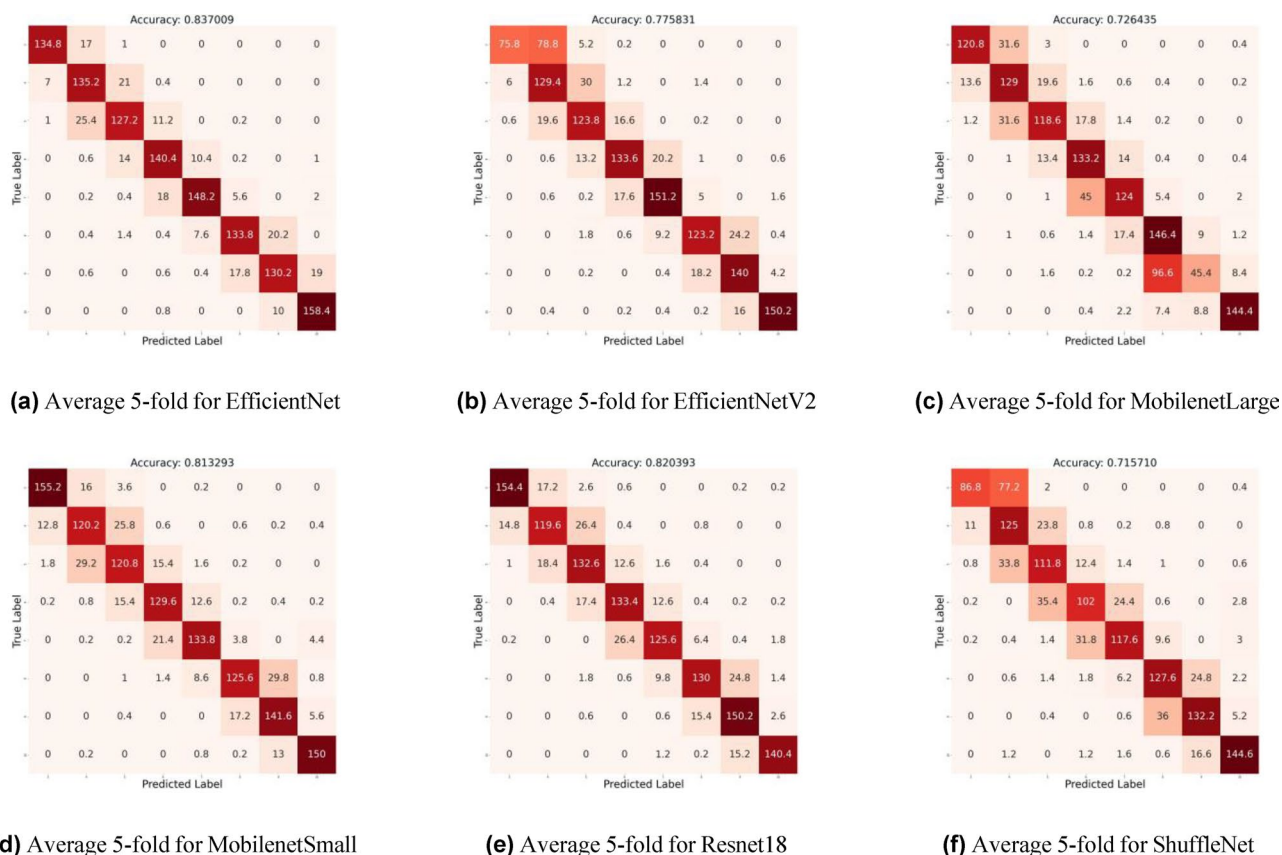 Accuracy: 0.837009
134.8 17 1 0 0 0 0 0
7 135.2 21 0.4 0 0 0 0
1 25.4 127.2 11.2 0 0.2 0 0
0 0.6 14 140.4 10.4 0.2 0 1
0 0.2 0.4 18 148.2 5.6 0 2
0 0.4 1.4 0.4 7.6 133.8 20.2 0
0 0.6 0 0.6 0.4 17.8 130.2 19
0 0 0 0.8 0 0 10 158.4
True Label
Predicted Label
(a) Average 5-fold for EfficientNet
Accuracy: 0.775831
75.8 78.8 5.2 0.2 0 0 0 0
6 129.4 30 1.2 0 1.4 0 0
0.6 19.6 123.8 16.6 0 0.2 0 0
0 0.6 13.2 133.6 20.2 1 0 0.6
0 0.6 0.2 17.6 151.2 5 0 1.6
0 0 1.8 0.6 9.2 123.2 24.2 0.4
0 0 0.2 0 0.4 18.2 140 4.2
0 0.4 0 0.2 0.4 0.2 16 150.2
True Label
Predicted Label
(b) Average 5-fold for EfficientNetV2
Accuracy: 0.726435
120.8 31.6 3 0 0 0 0 0.4
13.6 129 19.6 1.6 0.6 0.4 0 0.2
1.2 31.6 118.6 17.8 1.4 0.2 0 0
0 1 13.4 133.2 14 0.4 0 0.4
0 0 1 45 124 5.4 0 2
0 1 0.6 1.4 17.4 146.4 9 1.2
0 0 1.6 0.2 0.2 96.6 45.4 8.4
0 0 0 0.4 2.2 7.4 8.8 144.4
True Label
Predicted Label
(c) Average 5-fold for MobilenetLarge
Accuracy: 0.813293
155.2 16 3.6 0 0.2 0 0 0
12.8 120.2 25.8 0.6 0 0.6 0.2 0.4
1.8 29.2 120.8 15.4 1.6 0.2 0 0
0.2 0.8 15.4 129.6 12.6 0.2 0.4 0.2
0 0.2 0.2 21.4 133.8 3.8 0 4.4
0 0 1 1.4 8.6 125.6 29.8 0.8
0 0 0.4 0 0 17.2 141.6 5.6
0 0.2 0 0 0.8 0.2 13 150
True Label
Predicted Label
d) Average 5-fold for MobilenetSmall
Accuracy: 0.820393
154.4 17.2 2.6 0.6 0 0 0.2 0.2
14.8 119.6 26.4 0.4 0 0.8 0 0
1 18.4 132.6 12.6 1.6 0.4 0 0
0 0.4 17.4 133.4 12.6 0.4 0.2 0.2
0.2 0 0 26.4 125.6 6.4 0.4 1.8
0 0 1.8 0.6 9.8 130 24.8 1.4
0 0 0.6 0 0.6 15.4 150.2 2.6
0 0 0 0 1.2 0.2 15.2 140.4
True Label
Predicted Label
(e) Average 5-fold for Resnet18
Accuracy: 0.715710
86.8 77.2 2 0 0 0 0 0.4
11 125 23.8 0.8 0.2 0.8 0 0
0.8 33.8 111.8 12.4 1.4 1 0 0.6
0.2 0 35.4 102 24.4 0.6 0 2.8
0.2 0.4 1.4 31.8 117.6 9.6 0 3
0 0.6 1.4 1.8 6.2 127.6 24.8 2.2
0 0 0.4 0 0.6 36 132.2 5.2
0 1.2 0 1.2 1.6 0.6 16.6 144.6
True Label
Predicted Label
(f) Average 5-fold for ShuffleNet